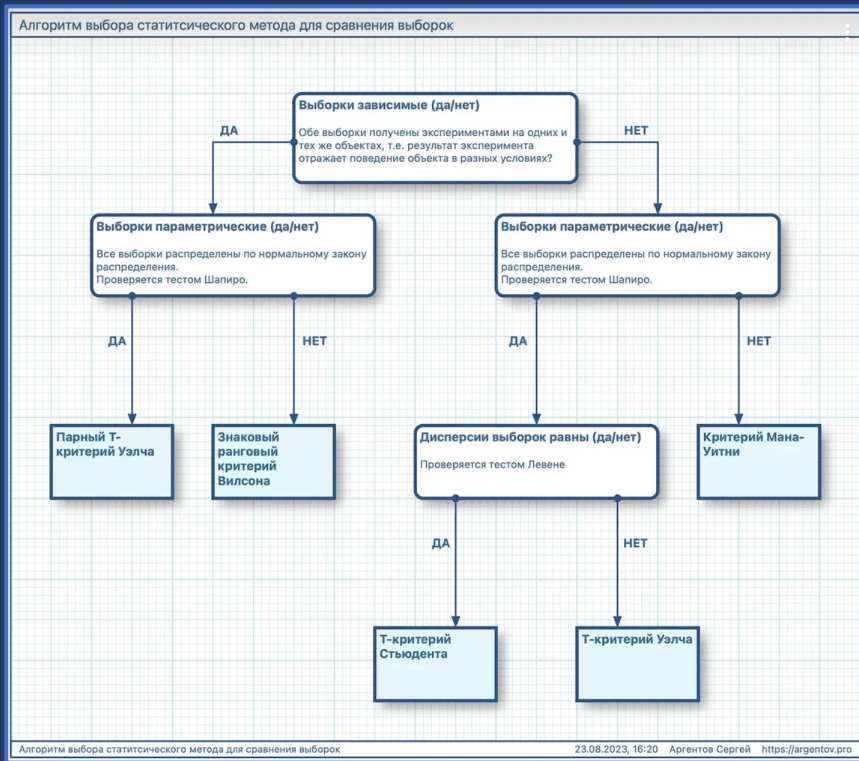 Алгоритм выбора статитсического метода для сравнения выборок
Выборки зависимые (да/нет)
Обе выборки получены экспериментами на одних и
тех же объектах, т.е. результат эксперимента
отражает поведение объекта в разных условиях?
ДА
НЕТ
Выборки параметрические (да/нет)
Все выборки распределены по нормальному закону
распределения.
Проверяется тестом Шапиро.
Выборки параметрические (да/нет)
Все выборки распределены по нормальному закону
распределения.
Проверяется тестом Шапиро.
ДА
НЕТ
ДА
НЕТ
Парный Т-
критерий Уэлча
Знаковый
ранговый
критерий
Вилсона
Дисперсии выборок равны (да/нет)
Проверяется тестом Левене
Критерий Мана-
Уитни
ДА
НЕТ
Т-критерий
Стьюдента
Т-критерий Уэлча
Алгоритм выбора статитсического метода для сравнения выборок
23.08.2023, 16:20 Аргентов Сергей https://argentov.pro